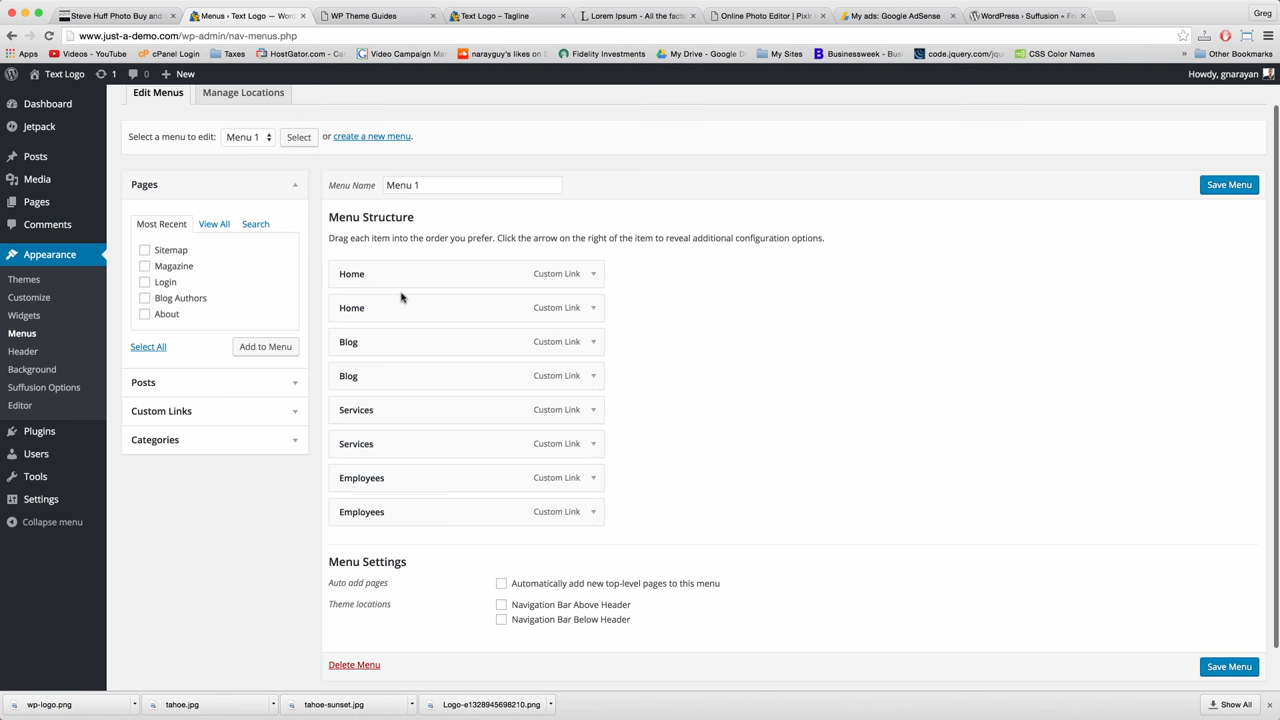 Steve Huff Photo Buy and
Menus ‹ Text Logo — Wor
WP Theme Guides
Text Logo – Tagline
Lorem Ipsum - All the fact
Online Photo Editor | Pixlr
My ads: Google AdSense
WordPress › Suffusion « Fr
Greg
www.just-a-demo.com/wp-admin/nav-menus.php
Apps
Videos - YouTube
cPanel Login
Taxes
HostGator.com - Ca
Video Campaign Ma
narayguy's likes on
Fidelity Investments
My Drive - Google D
My Sites
Businessweek - Bus
code.jquery.com/jqu
CSS Color Names
»
Other Bookmarks
Text Logo
1
0
New
Howdy, gnarayan
Dashboard
Jetpack
Posts
Media
Pages
Comments
Appearance
Themes
Customize
Widgets
Menus
Header
Background
Suffusion Options
Editor
Plugins
Users
Tools
Settings
Collapse menu
Edit Menus
Manage Locations
Select a menu to edit: Menu 1 Select or create a new menu.
Pages
Most Recent View All Search
Sitemap
Magazine
Login
Blog Authors
About
Select All
Add to Menu
Posts
Custom Links
Categories
Menu Name Menu 1 Save Menu
Menu Structure
Drag each item into the order you prefer. Click the arrow on the right of the item to reveal additional configuration options.
Home Custom Link
Home Custom Link
Blog Custom Link
Blog Custom Link
Services Custom Link
Services Custom Link
Employees Custom Link
Employees Custom Link
Menu Settings
Auto add pages Automatically add new top-level pages to this menu
Theme locations Navigation Bar Above Header
Navigation Bar Below Header
Delete Menu Save Menu
wp-logo.png
tahoe.jpg
tahoe-sunset.jpg
Logo-e1328945698210.png
Show All